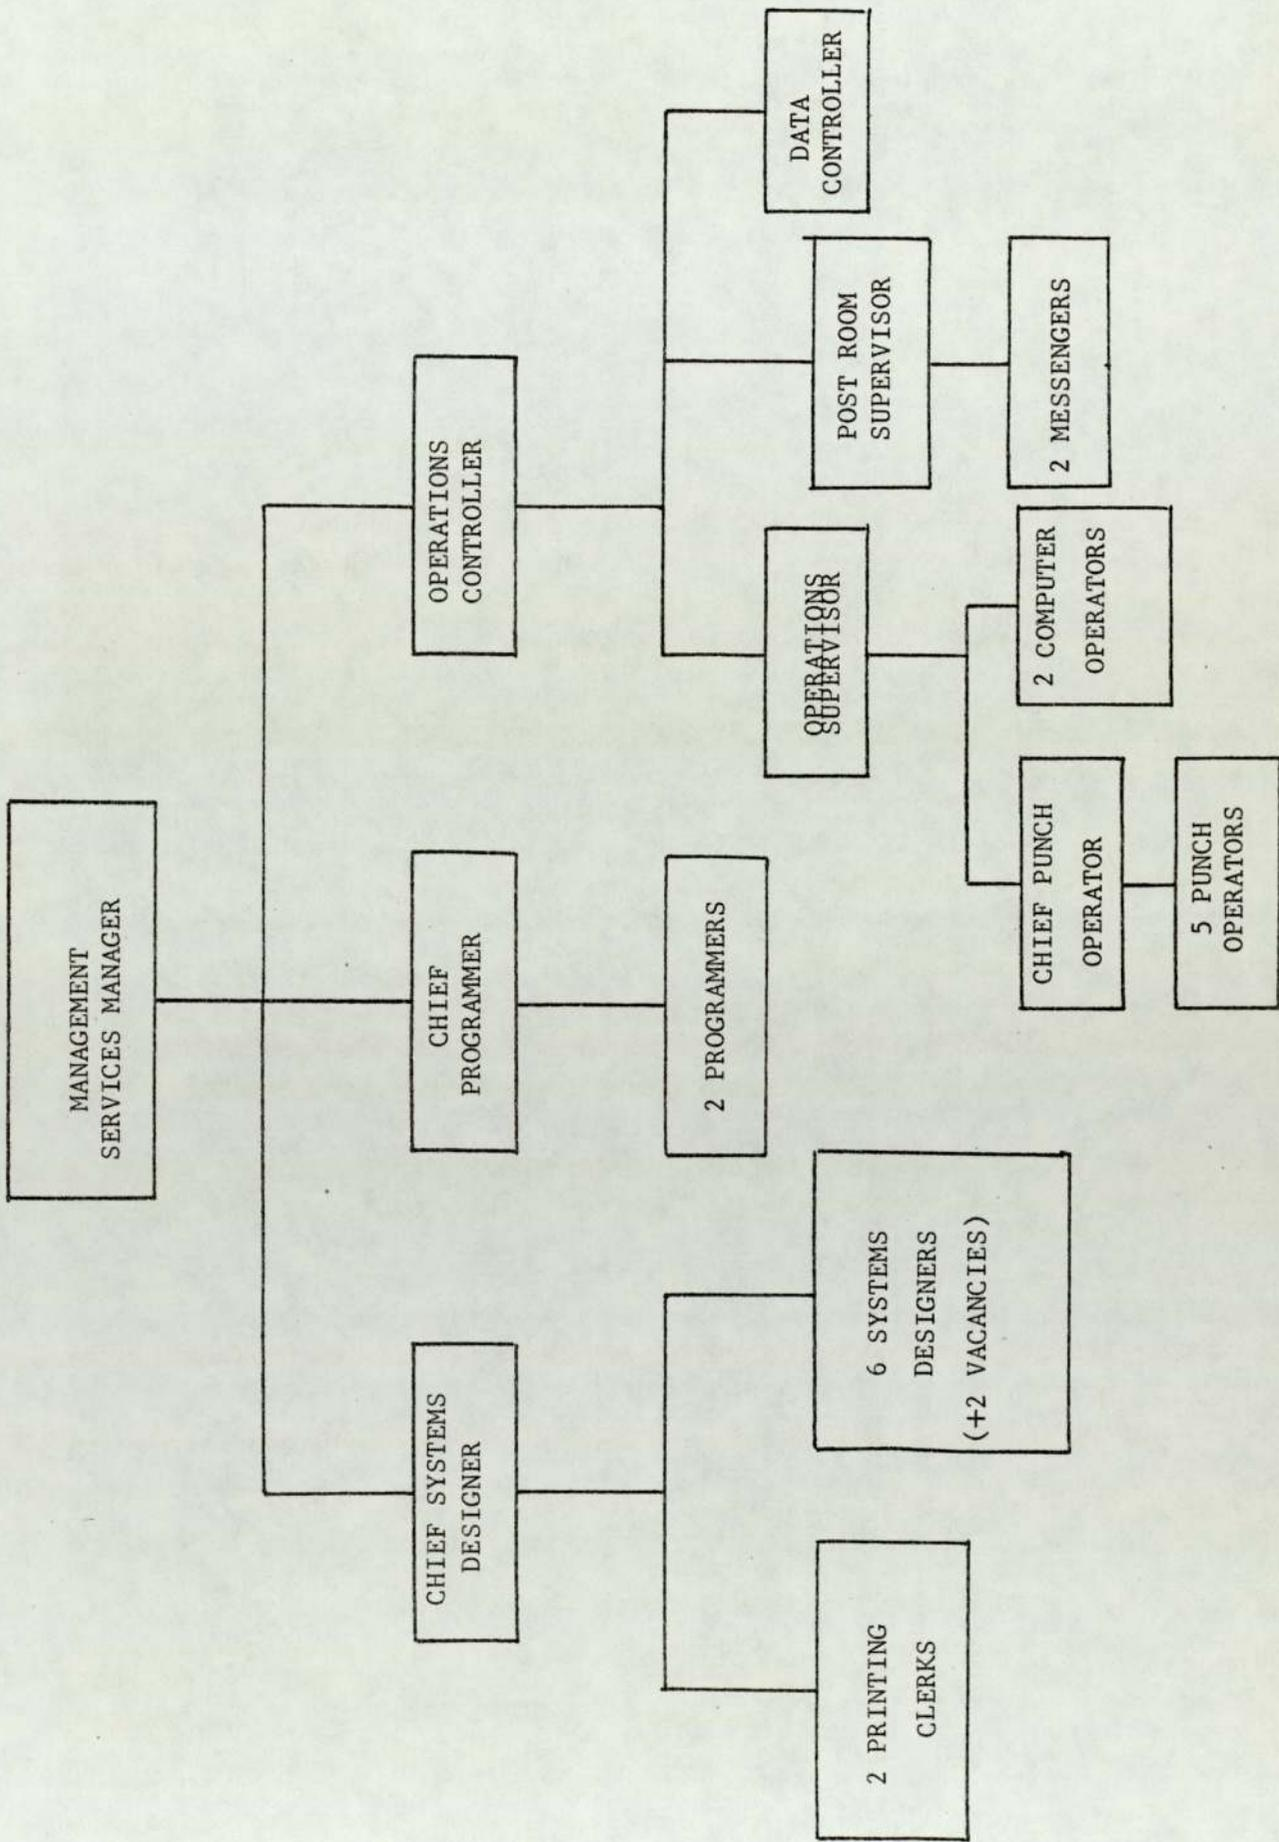 MANAGEMENT
SERVICES MANAGER
CHIEF SYSTEMS
DESIGNER
CHIEF
PROGRAMMER
OPERATIONS
CONTROLLER
2 PRINTING
CLERKS
6 SYSTEMS
DESIGNERS
(+2 VACANCIES)
2 PROGRAMMERS
OPERATIONS
SUPERVISOR
POST ROOM
SUPERVISOR
DATA
CONTROLLER
CHIEF PUNCH
OPERATOR
2 COMPUTER
OPERATORS
2 MESSENGERS
5 PUNCH
OPERATORS